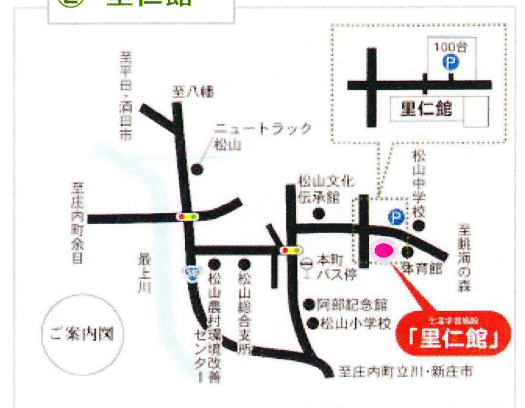 ② 里仁館
至平田・酒田市
至八幡
ニュートラック
松山
100台
P
里仁館
至庄内町余目
松山文化
伝承館
松山中学校
P
至眺海の森
最上川
本町
バス停
体育館
松山農村環境改善
センター
松山総合支所
阿部記念館
松山小学校
生涯学習施設
「里仁館」
ご案内図
至庄内町立川・新庄市